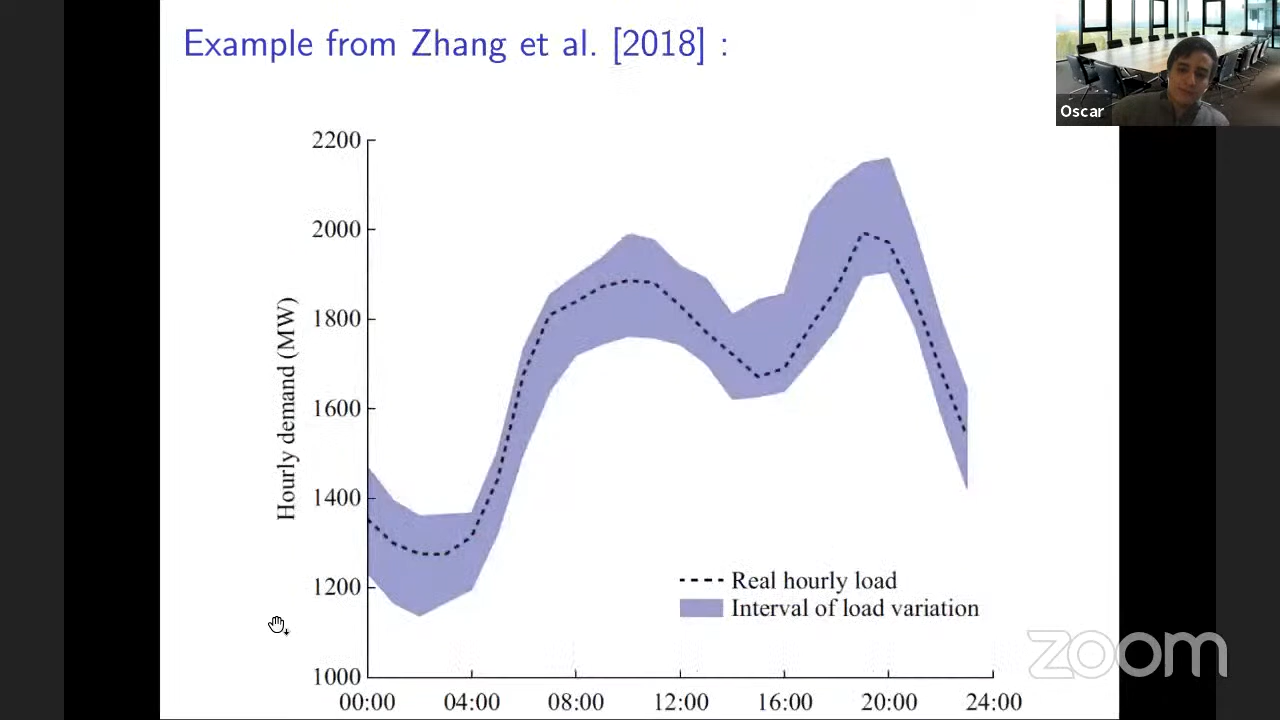 Example from Zhang et al. [2018] :
Oscar
2200
2000
1800
1600
1400
1200
1000
Hourly demand (MW)
Real hourly load
Interval of load variation
00:00 04:00 08:00 12:00 16:00 20:00 24:00
zoom